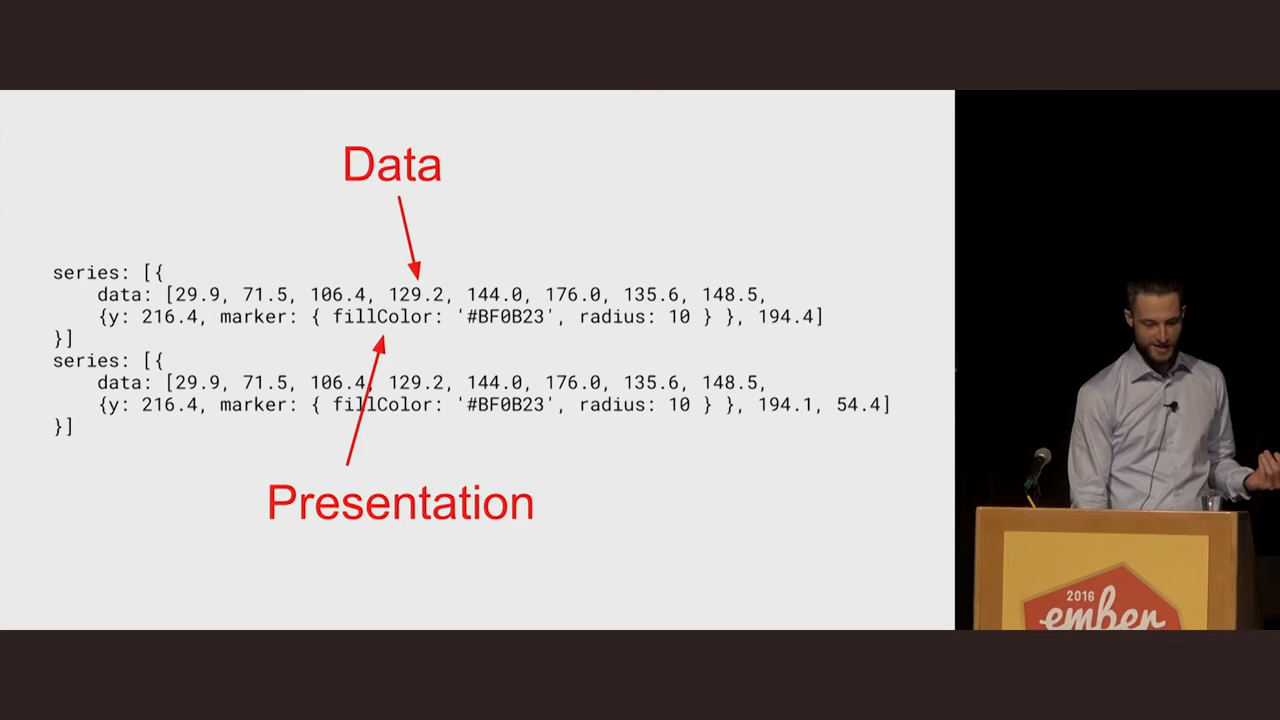 Data
series: [{
data: [29.9, 71.5, 106.4, 129.2, 144.0, 176.0, 135.6, 148.5,
{y: 216.4, marker: { fillColor: '#BF0B23', radius: 10 } }, 194.4]
}]
series: [{
data: [29.9, 71.5, 106.4, 129.2, 144.0, 176.0, 135.6, 148.5,
{y: 216.4, marker: { fillColor: '#BF0B23', radius: 10 } }, 194.1, 54.4]
}]
Presentation
2016
ember